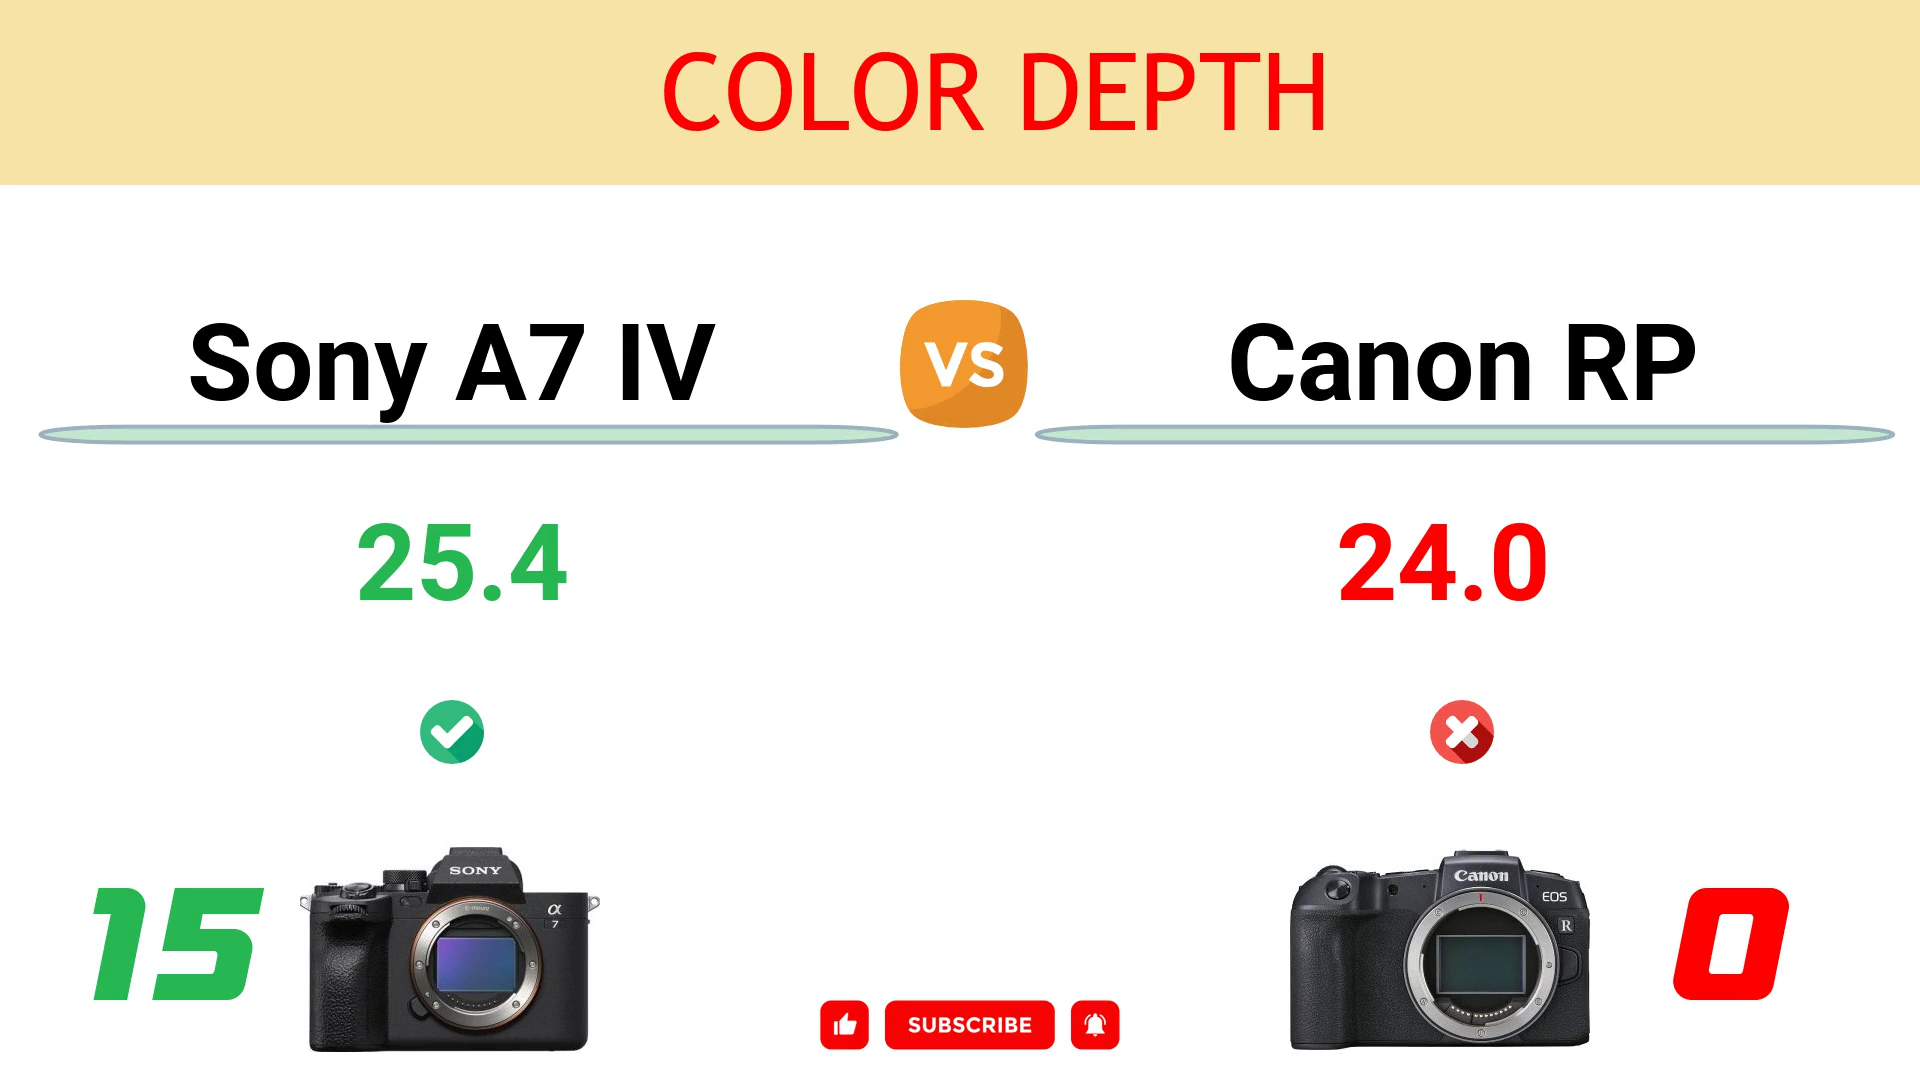 COLOR DEPTH
Sony A7 IV
VS
Canon RP
25.4
24.0
15
SONY
α
7
Canon
EOS
R
0
SUBSCRIBE